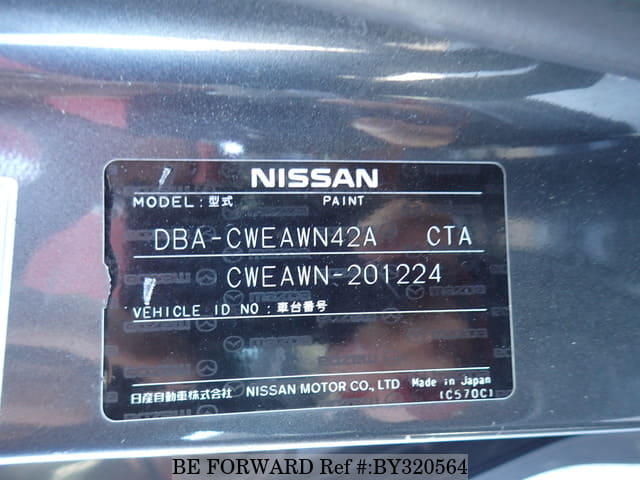 NISSAN
MODEL:型式 PAINT
DBA-CWEAWN42A CTA
CWEAWN-201224
VEHICLE ID NO:車台番号
日産自動車株式会社 NISSAN MOTOR CO., LTD Made in Japan
(C570C)
BE FORWARD Ref #:BY320564